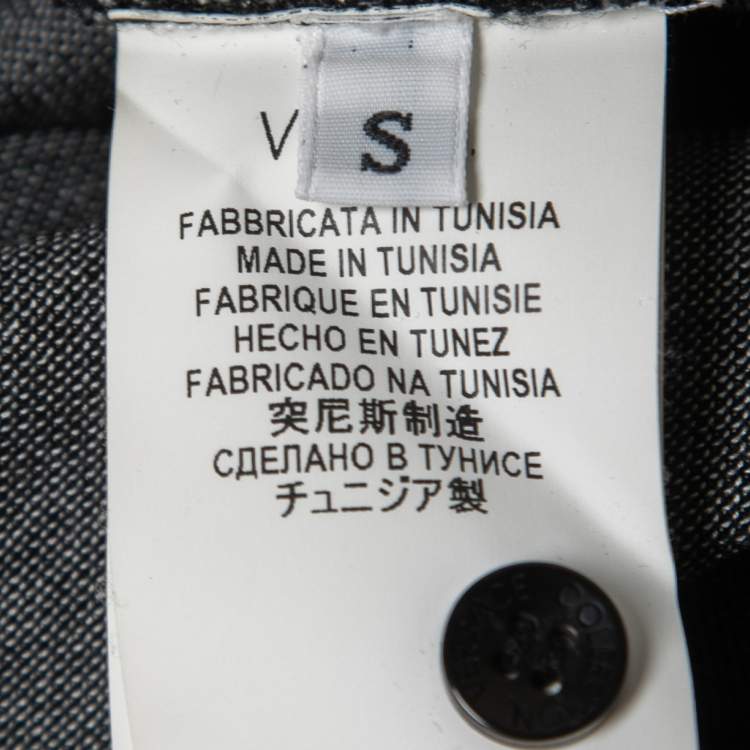 V
S
FABBRICATA IN TUNISIA
MADE IN TUNISIA
FABRIQUE EN TUNISIE
HECHO EN TUNEZ
FABRICADO NA TUNISIA
突尼斯制造
СДЕЛАНО В ТУНИСЕ
チュニジア製